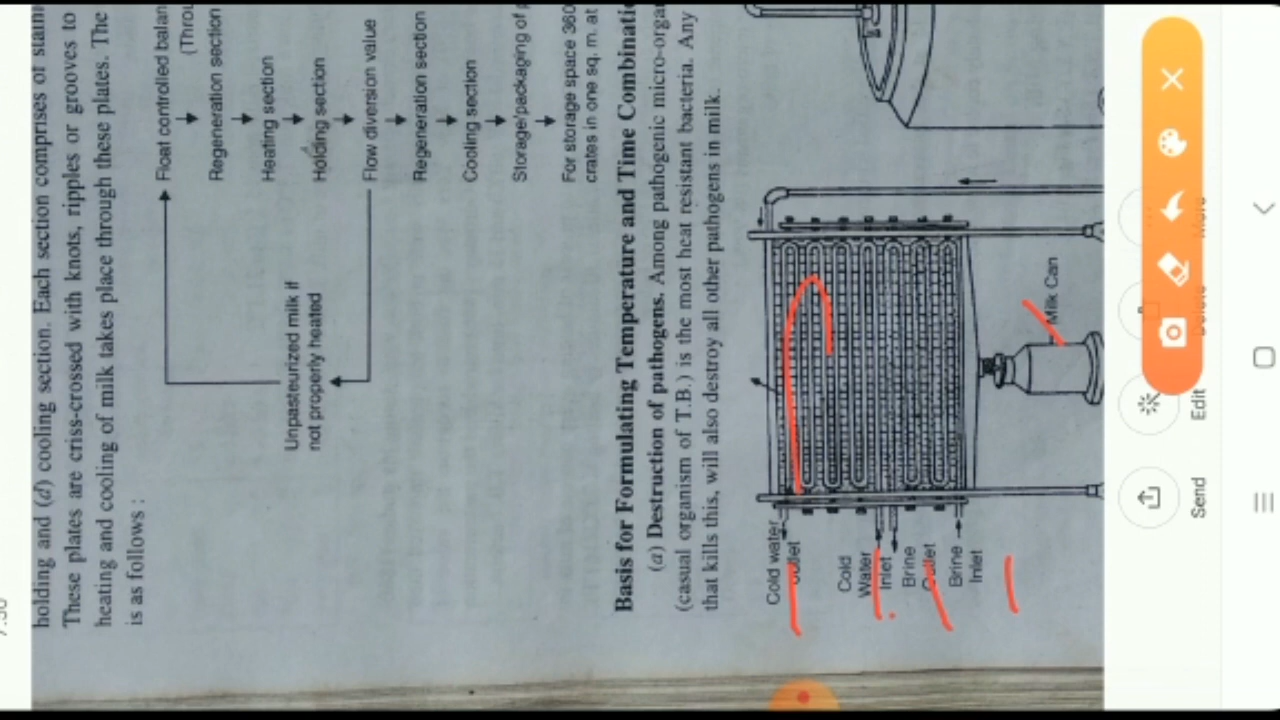 holding and (d) cooling section. Each section comprises of
These plates are criss-crossed with knots, ripples or grooves to
heating and cooling of milk takes place through these plates. The
is as follows :
Float controlled
Regeneration section
Heating section
Holding section
Flow diversion value
Regeneration section
Cooling section
Storage/packaging of
For storage space 360
crates in one sq. m. at
Unpasteurized milk if
not properly heated
Basis for Formulating Temperature and Time
(a) Destruction of pathogens. Among pathogenic
(casual organism of T.B.) is the most heat resistant bacteria. Any
that kills this, will also destroy all other pathogens in milk.
Cold water
Outlet
Cold
Water
Inlet
Brine
Outlet
Brine
Inlet
Milk Can
Send
Edit
Delete
More